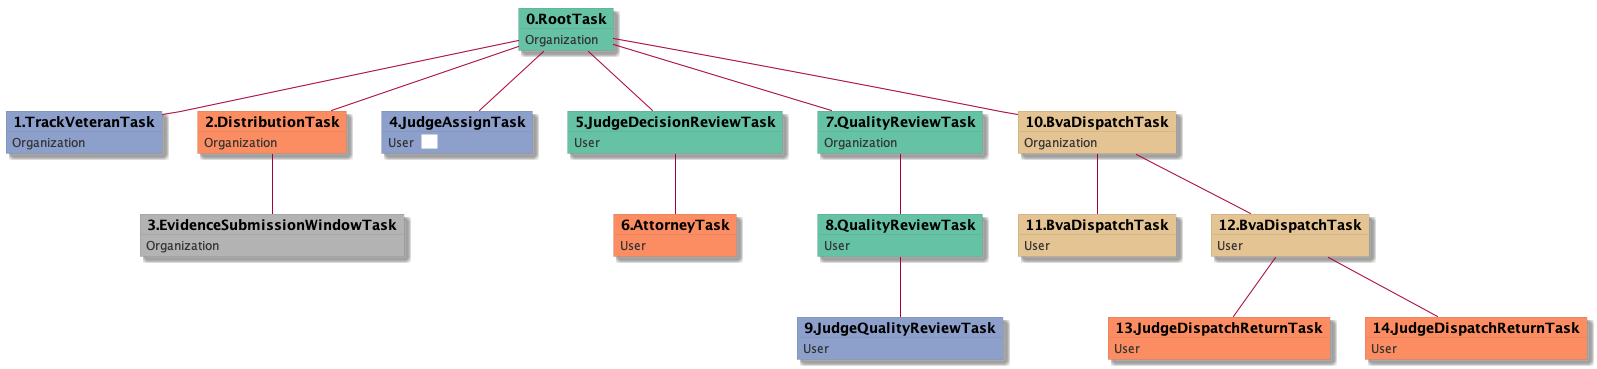 0.RootTask
Organization
1.TrackVeteranTask
Organization
2.DistributionTask
Organization
4.JudgeAssignTask
User
5.JudgeDecisionReviewTask
User
7.QualityReviewTask
Organization
10.BvaDispatchTask
Organization
3.EvidenceSubmissionWindowTask
Organization
6.AttorneyTask
User
8.QualityReviewTask
User
11.BvaDispatchTask
User
12.BvaDispatchTask
User
9.JudgeQualityReviewTask
User
13.JudgeDispatchReturnTask
User
14.JudgeDispatchReturnTask
User